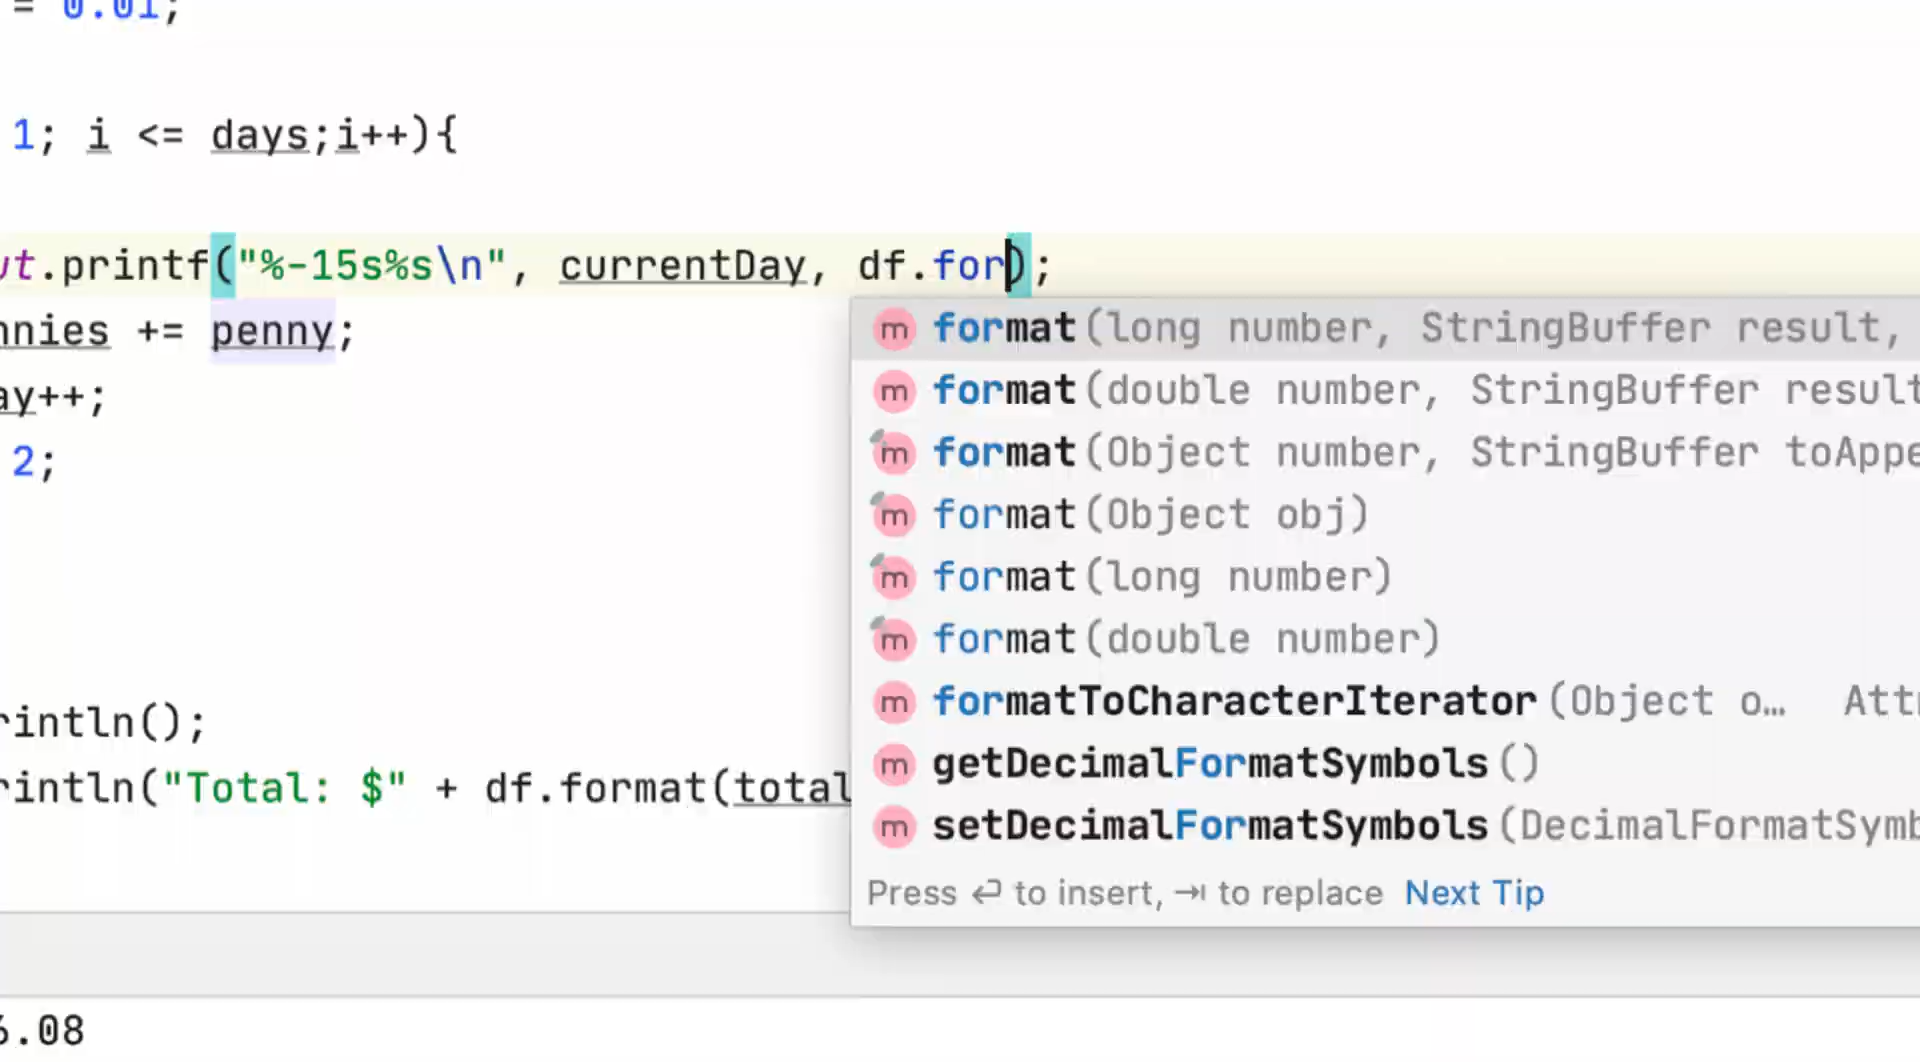 = 0.01;
1; i <= days;i++){
ut.printf("%-15s%s\n", currentDay, df.for);
nnies += penny;
ay++;
2;
rintln();
rintln("Total: $" + df.format(total
format(long number, StringBuffer result,
format(double number, StringBuffer result
format(Object number, StringBuffer toAppe
format(Object obj)
format(long number)
format(double number)
formatToCharacterIterator(Object o… Attr
getDecimalFormatSymbols()
setDecimalFormatSymbols(DecimalFormatSymb
Press ↩ to insert, ⇥ to replace Next Tip
6.08